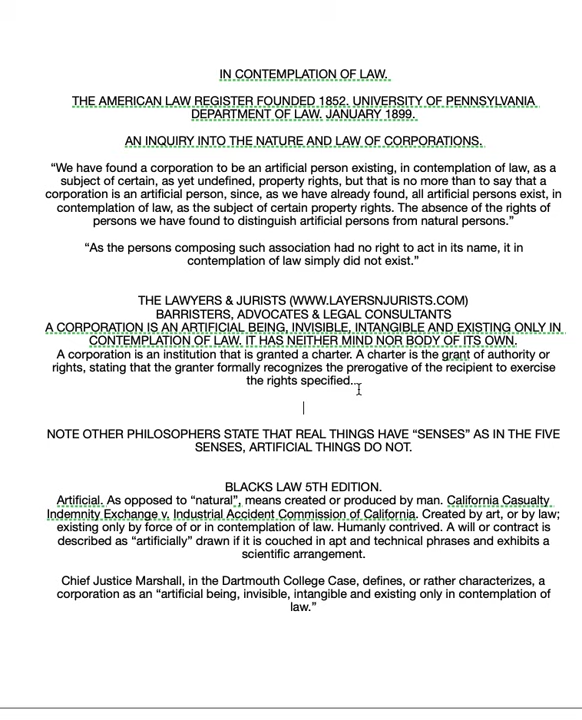 IN CONTEMPLATION OF LAW.
THE AMERICAN LAW REGISTER FOUNDED 1852. UNIVERSITY OF PENNSYLVANIA
DEPARTMENT OF LAW. JANUARY 1899.
AN INQUIRY INTO THE NATURE AND LAW OF CORPORATIONS.
“We have found a corporation to be an artificial person existing, in contemplation of law, as a
subject of certain, as yet undefined, property rights, but that is no more than to say that a
corporation is an artificial person, since, as we have already found, all artificial persons exist, in
contemplation of law, as the subject of certain property rights. The absence of the rights of
persons we have found to distinguish artificial persons from natural persons.”
“As the persons composing such association had no right to act in its name, it in
contemplation of law simply did not exist.”
THE LAWYERS & JURISTS (WWW.LAYERSNJURISTS.COM)
BARRISTERS, ADVOCATES & LEGAL CONSULTANTS
A CORPORATION IS AN ARTIFICIAL BEING, INVISIBLE, INTANGIBLE AND EXISTING ONLY IN
CONTEMPLATION OF LAW. IT HAS NEITHER MIND NOR BODY OF ITS OWN.
A corporation is an institution that is granted a charter. A charter is the grant of authority or
rights, stating that the granter formally recognizes the prerogative of the recipient to exercise
the rights specified...
NOTE OTHER PHILOSOPHERS STATE THAT REAL THINGS HAVE “SENSES” AS IN THE FIVE
SENSES, ARTIFICIAL THINGS DO NOT.
BLACKS LAW 5TH EDITION.
Artificial. As opposed to “natural”, means created or produced by man. California Casualty
Indemnity Exchange v. Industrial Accident Commission of California. Created by art, or by law;
existing only by force of or in contemplation of law. Humanly contrived. A will or contract is
described as “artificially” drawn if it is couched in apt and technical phrases and exhibits a
scientific arrangement.
Chief Justice Marshall, in the Dartmouth College Case, defines, or rather characterizes, a
corporation as an “artificial being, invisible, intangible and existing only in contemplation of
law.”